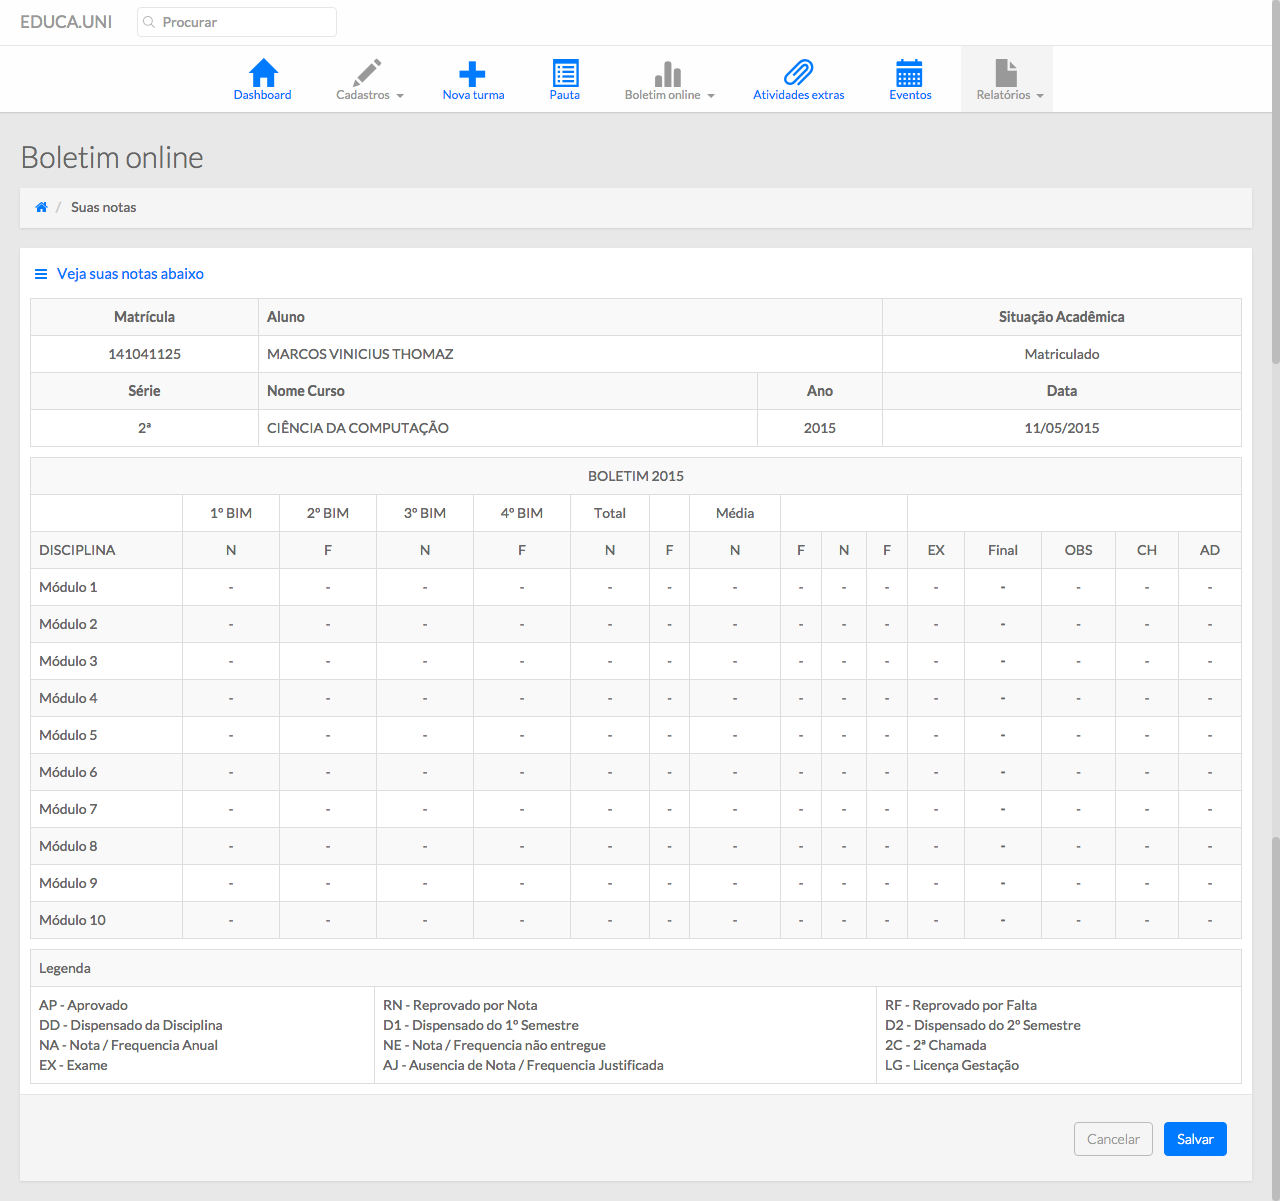 EDUCA.UNI Procurar
Dashboard Cadastros Nova turma Pauta Boletim online Atividades extras Eventos Relatórios
Boletim online
/ Suas notas
Veja suas notas abaixo
Matrícula Aluno Situação Acadêmica
141041125 MARCOS VINICIUS THOMAZ Matriculado
Série Nome Curso Ano Data
2ª CIÊNCIA DA COMPUTAÇÃO 2015 11/05/2015
BOLETIM 2015
1º BIM 2º BIM 3º BIM 4º BIM Total Média
DISCIPLINA N F N F N F N F N F EX Final OBS CH AD
Módulo 1 - - - - - - - - - - - - - - -
Módulo 2 - - - - - - - - - - - - - - -
Módulo 3 - - - - - - - - - - - - - - -
Módulo 4 - - - - - - - - - - - - - - -
Módulo 5 - - - - - - - - - - - - - - -
Módulo 6 - - - - - - - - - - - - - - -
Módulo 7 - - - - - - - - - - - - - - -
Módulo 8 - - - - - - - - - - - - - - -
Módulo 9 - - - - - - - - - - - - - - -
Módulo 10 - - - - - - - - - - - - - - -
Legenda
AP - Aprovado RN - Reprovado por Nota RF - Reprovado por Falta
DD - Dispensado da Disciplina D1 - Dispensado do 1º Semestre D2 - Dispensado do 2º Semestre
NA - Nota / Frequencia Anual NE - Nota / Frequencia não entregue 2C - 2ª Chamada
EX - Exame AJ - Ausencia de Nota / Frequencia Justificada LG - Licença Gestação
Cancelar Salvar